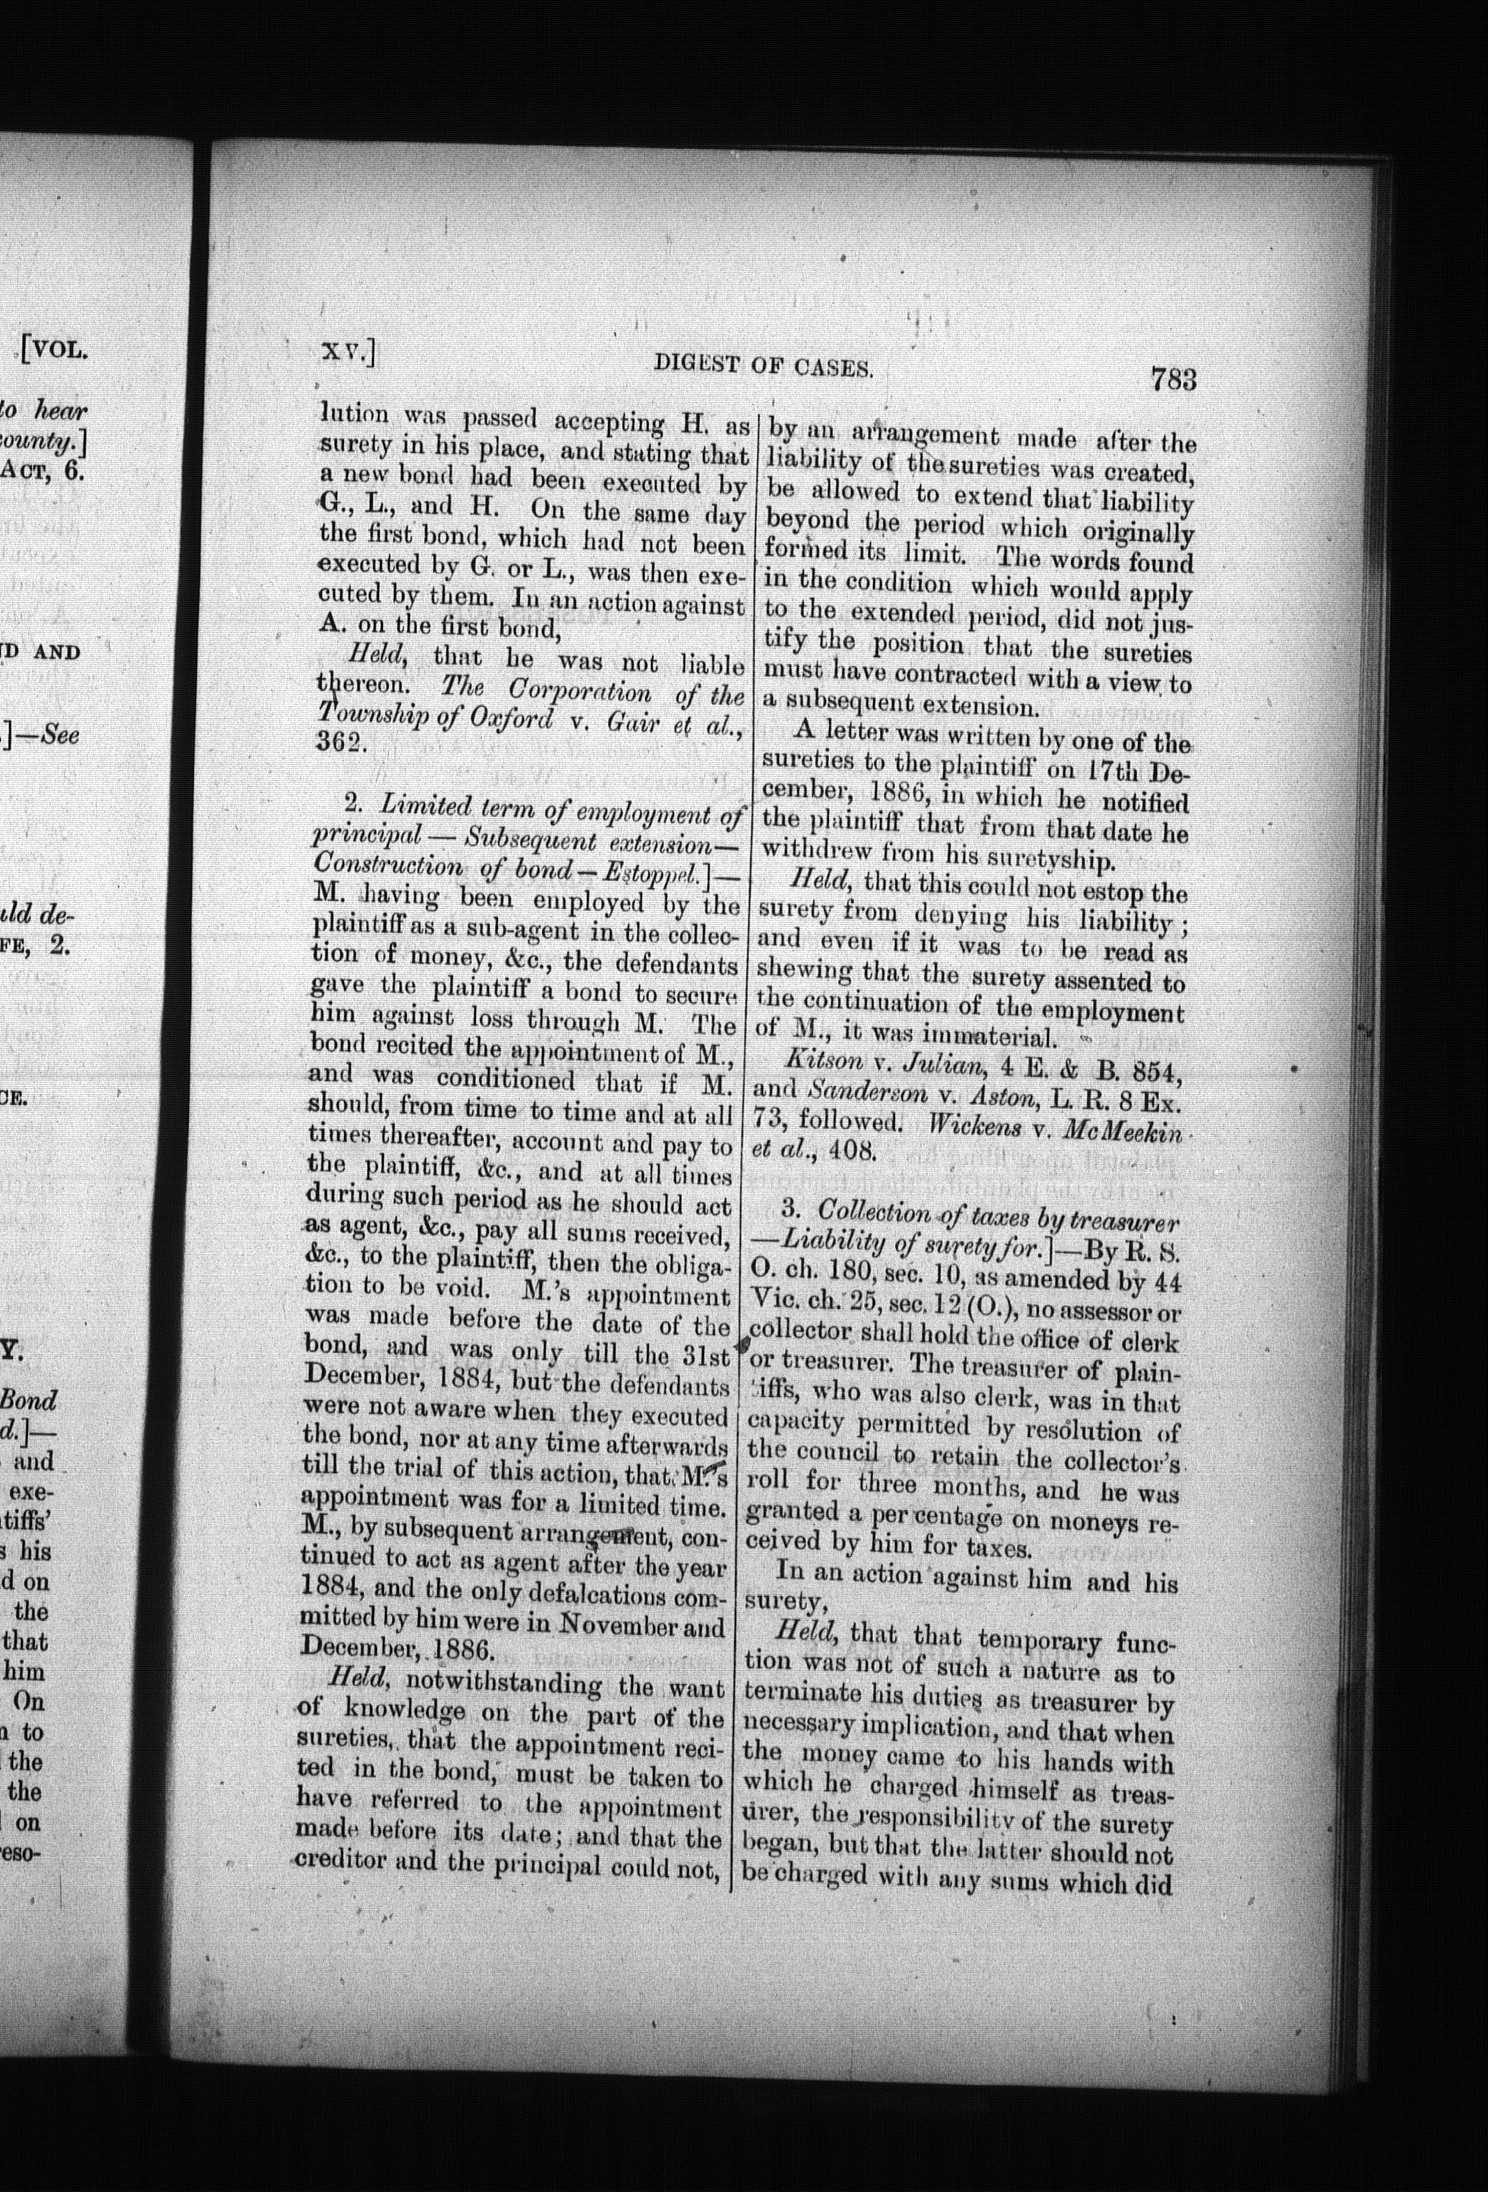 [VOL.
to hear
county.]
ACT, 6.
AND
.]—See
uld de-
FE, 2.
CE.
Y.
Bond
d.]—
and
exe-
tiffs'
s his
d on
the
that
him
On
n to
the
the
on
reso-
XV.]
DIGEST OF CASES.
783
lution was passed accepting H. as
surety in his place, and stating that
a new bond had been executed by
G., L., and H. On the same day
the first bond, which had not been
executed by G. or L., was then exe-
cuted by them. In an action against
A. on the first bond,
Held, that he was not liable
thereon. The Corporation of the
Township of Oxford v. Gair et al.,
362.
2. Limited term of employment of
principal — Subsequent extension—
Construction of bond — Estoppel.]—
M. having been employed by the
plaintiff as a sub-agent in the collec-
tion of money, &c., the defendants
gave the plaintiff a bond to secure
him against loss through M. The
bond recited the appointment of M.,
and was conditioned that if M.
should, from time to time and at all
times thereafter, account and pay to
the plaintiff, &c., and at all times
during such period as he should act
as agent, &c., pay all sums received,
&c., to the plaintiff, then the obliga-
tion to be void. M.'s appointment
was made before the date of the
bond, and was only till the 31st
December, 1884, but the defendants
were not aware when they executed
the bond, nor at any time afterwards
till the trial of this action, that M.'s
appointment was for a limited time.
M., by subsequent arrangement, con-
tinued to act as agent after the year
1884, and the only defalcations com-
mitted by him were in November and
December, 1886.
Held, notwithstanding the want
of knowledge on the part of the
sureties, that the appointment reci-
ted in the bond, must be taken to
have referred to the appointment
made before its date; and that the
creditor and the principal could not,
by an arrangement made after the
liability of the sureties was created,
be allowed to extend that liability
beyond the period which originally
formed its limit. The words found
in the condition which would apply
to the extended period, did not jus-
tify the position that the sureties
must have contracted with a view to
a subsequent extension.
A letter was written by one of the
sureties to the plaintiff on 17th De-
cember, 1886, in which he notified
the plaintiff that from that date he
withdrew from his suretyship.
Held, that this could not estop the
surety from denying his liability;
and even if it was to be read as
shewing that the surety assented to
the continuation of the employment
of M., it was immaterial.
Kitson v. Julian, 4 E. & B. 854,
and Sanderson v. Aston, L. R. 8 Ex.
73, followed. Wickens v. McMeekin
et al., 408.
3. Collection of taxes by treasurer
—Liability of surety for.]—By R. S.
O. ch. 180, sec. 10, as amended by 44
Vic. ch. 25, sec. 12 (O.), no assessor or
collector shall hold the office of clerk
or treasurer. The treasurer of plain-
tiffs, who was also clerk, was in that
capacity permitted by resolution of
the council to retain the collector's
roll for three months, and he was
granted a per centage on moneys re-
ceived by him for taxes.
In an action against him and his
surety,
Held, that that temporary func-
tion was not of such a nature as to
terminate his duties as treasurer by
necessary implication, and that when
the money came to his hands with
which he charged himself as treas-
urer, the responsibility of the surety
began, but that the latter should not
be charged with any sums which did